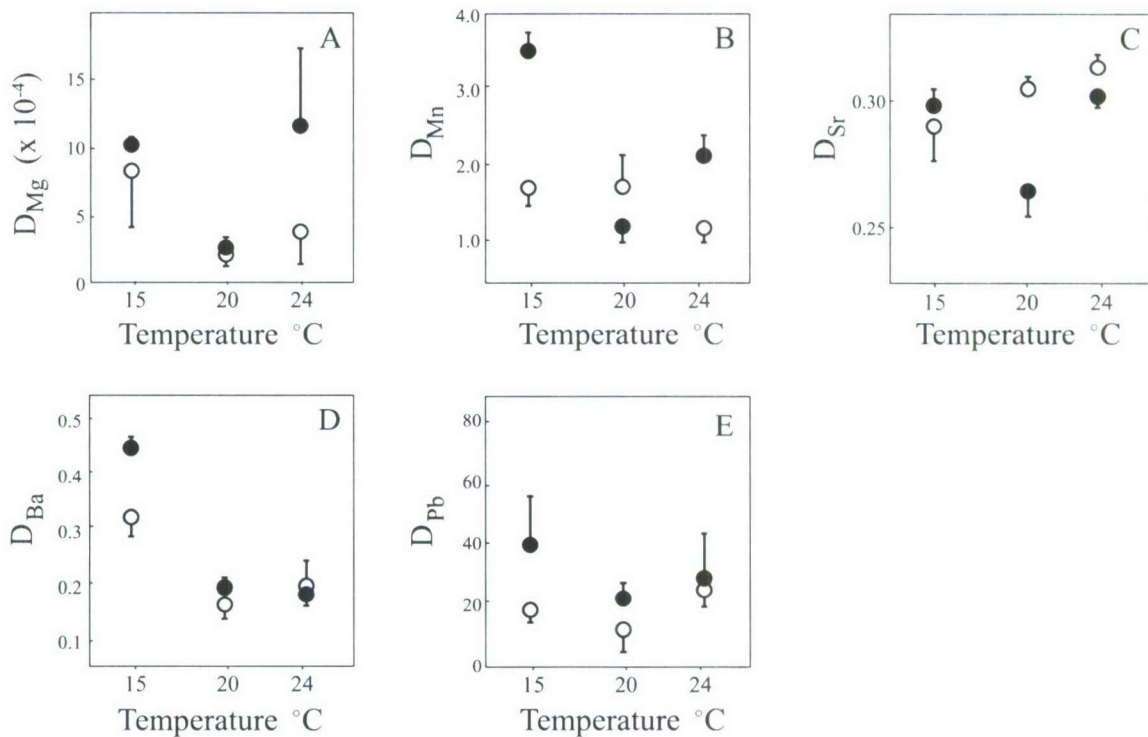 A
D_Mg (x 10^-4)
15
10
5
0
15 20 24
Temperature °C
B
D_Mn
4.0
3.0
2.0
1.0
15 20 24
Temperature °C
C
D_Sr
0.30
0.25
15 20 24
Temperature °C
D
D_Ba
0.5
0.4
0.3
0.2
0.1
15 20 24
Temperature °C
E
D_Pb
80
60
40
20
0
15 20 24
Temperature °C